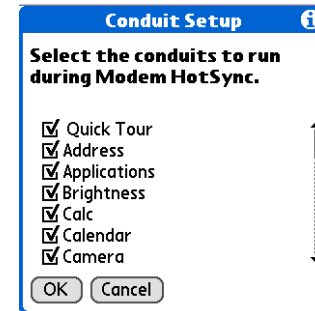 Conduit Setup
Select the conduits to run
during Modem HotSync.
Quick Tour
Address
Applications
Brightness
Calc
Calendar
Camera
OK Cancel